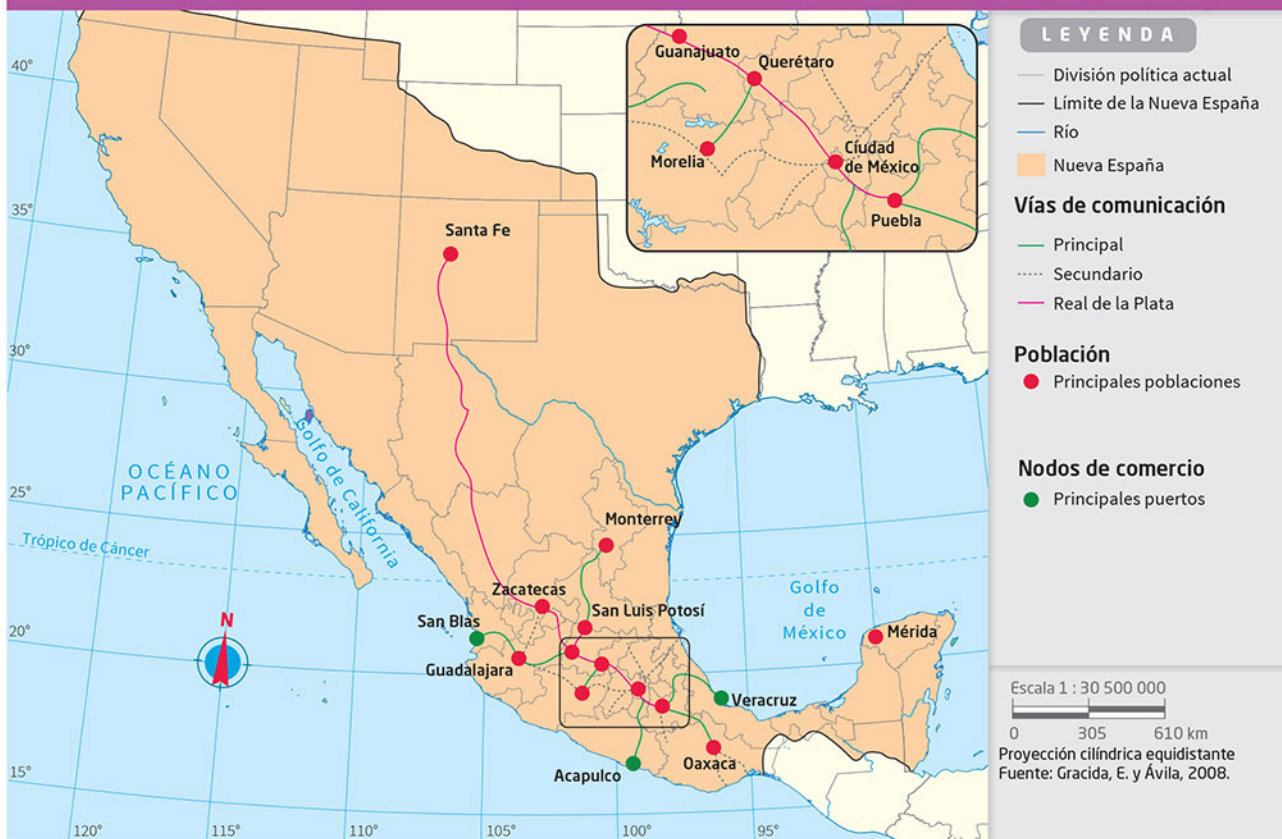 40°
35°
30°
25°
20°
15°
120°
115°
110°
105°
100°
95°
Santa Fe
OCÉANO
PACÍFICO
Golfo de California
Trópico de Cáncer
N
Monterrey
Zacatecas
San Luis Potosí
San Blas
Guadalajara
Golfo
de
México
Mérida
Veracruz
Acapulco
Oaxaca
Guanajuato
Querétaro
Morelia
Ciudad
de México
Puebla
LEYENDA
División política actual
Límite de la Nueva España
Río
Nueva España
Vías de comunicación
Principal
Secundario
Real de la Plata
Población
Principales poblaciones
Nodos de comercio
Principales puertos
Escala 1 : 30 500 000
0 305 610 km
Proyección cilíndrica equidistante
Fuente: Gracida, E. y Ávila, 2008.